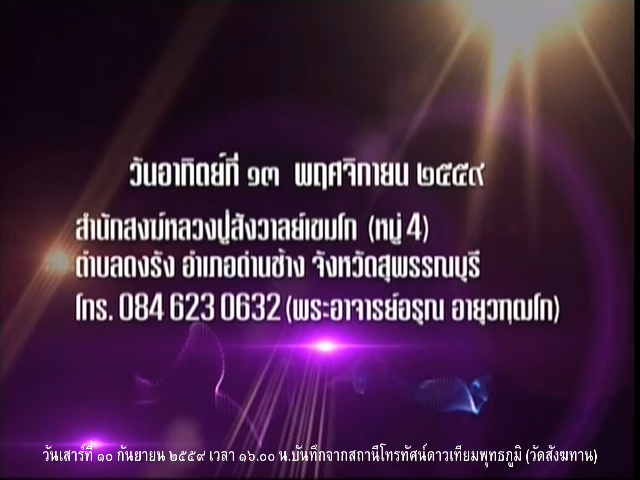 วันอาทิตย์ที่ ๑๓ พฤศจิกายน ๒๕๕๙
สำนักสงฆ์หลวงปู่สังวาลย์เขมโก (หมู่ 4)
ตำบลดงรัง อำเภอด่านช้าง จังหวัดสุพรรณบุรี
โทร. 084 623 0632 (พระอาจารย์อรุณ อายุวฑฺฒโก)
วันเสาร์ที่ ๑๐ กันยายน ๒๕๕๙ เวลา ๑๖.๐๐ น.บันทึกจากสถานีโทรทัศน์ดาวเทียมพุทธภูมิ (วัดสังฆทาน)